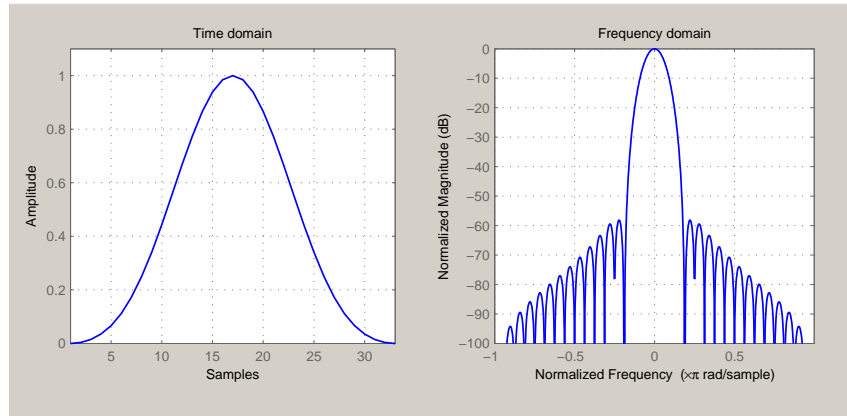 Time domain
1
0.8
0.6
0.4
0.2
0
5 10 15 20 25 30
Amplitude
Samples
Frequency domain
0
−10
−20
−30
−40
−50
−60
−70
−80
−90
−100
−1 −0.5 0 0.5
Normalized Magnitude (dB)
Normalized Frequency (×π rad/sample)